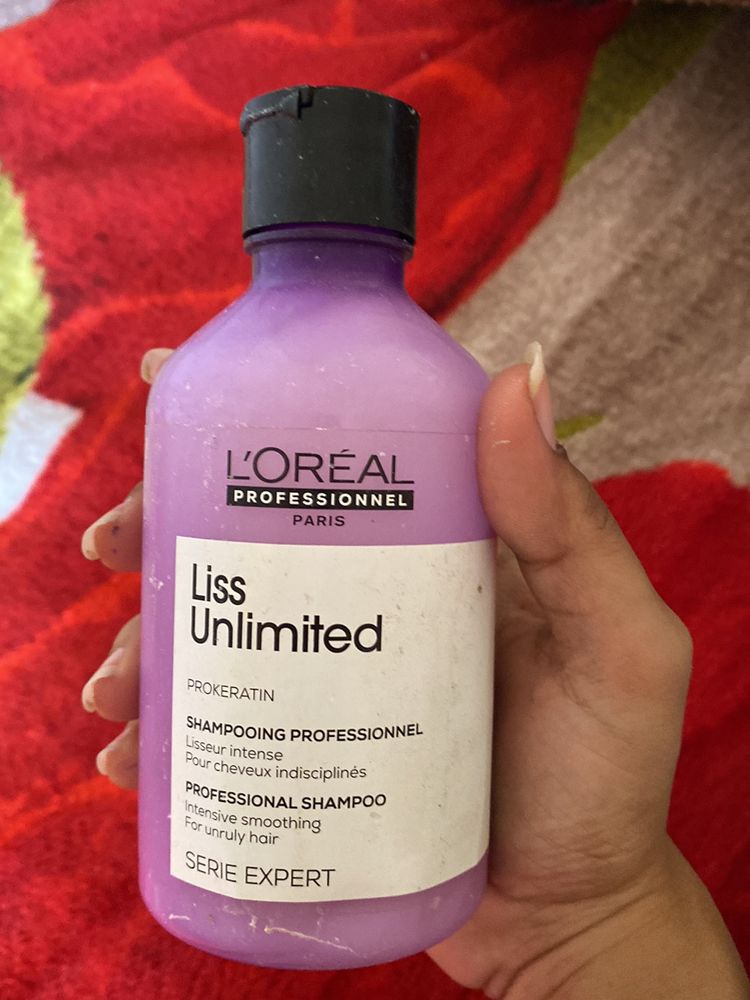 L'ORÉAL
PROFESSIONNEL
PARIS
Liss
Unlimited
PROKERATIN
SHAMPOOING PROFESSIONNEL
Lisseur intense
Pour cheveux indisciplinés
PROFESSIONAL SHAMPOO
Intensive smoothing
For unruly hair
SERIE EXPERT